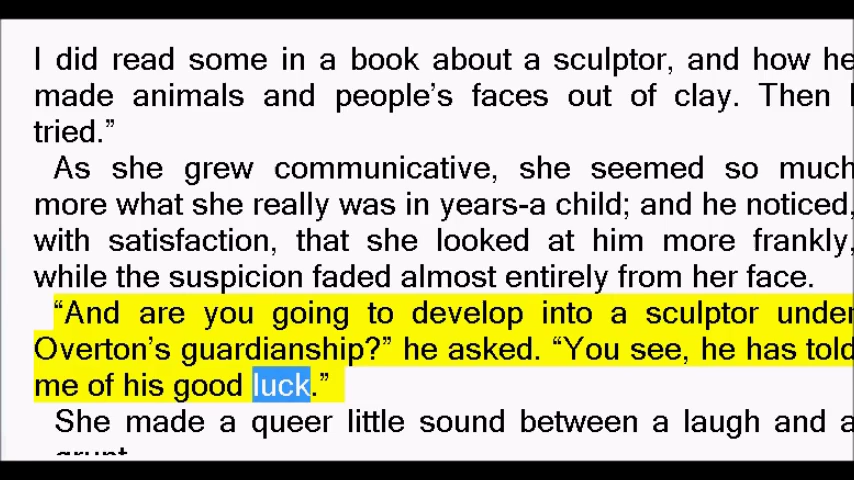 I did read some in a book about a sculptor, and how he
made animals and people’s faces out of clay. Then I
tried.”
As she grew communicative, she seemed so much
more what she really was in years-a child; and he noticed,
with satisfaction, that she looked at him more frankly,
while the suspicion faded almost entirely from her face.
“And are you going to develop into a sculptor under
Overton’s guardianship?” he asked. “You see, he has told
me of his good luck.”
She made a queer little sound between a laugh and a
grunt